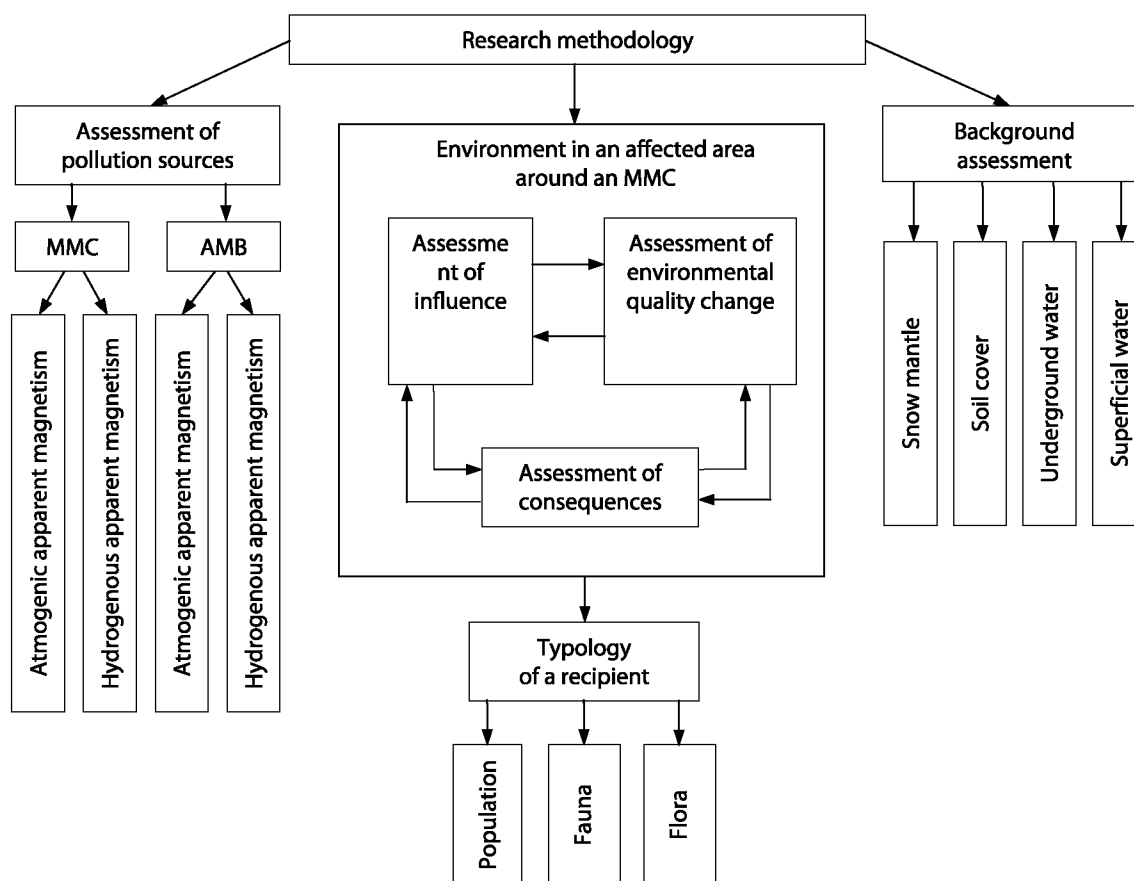 Research methodology
Assessment of
pollution sources
MMC
AMB
Atmogenic apparent magnetism
Hydrogenous apparent magnetism
Atmogenic apparent magnetism
Hydrogenous apparent magnetism
Environment in an affected area
around an MMC
Assessme
nt of
influence
Assessment of
environmental
quality change
Assessment of
consequences
Typology
of a recipient
Population
Fauna
Flora
Background
assessment
Snow mantle
Soil cover
Underground water
Superficial water